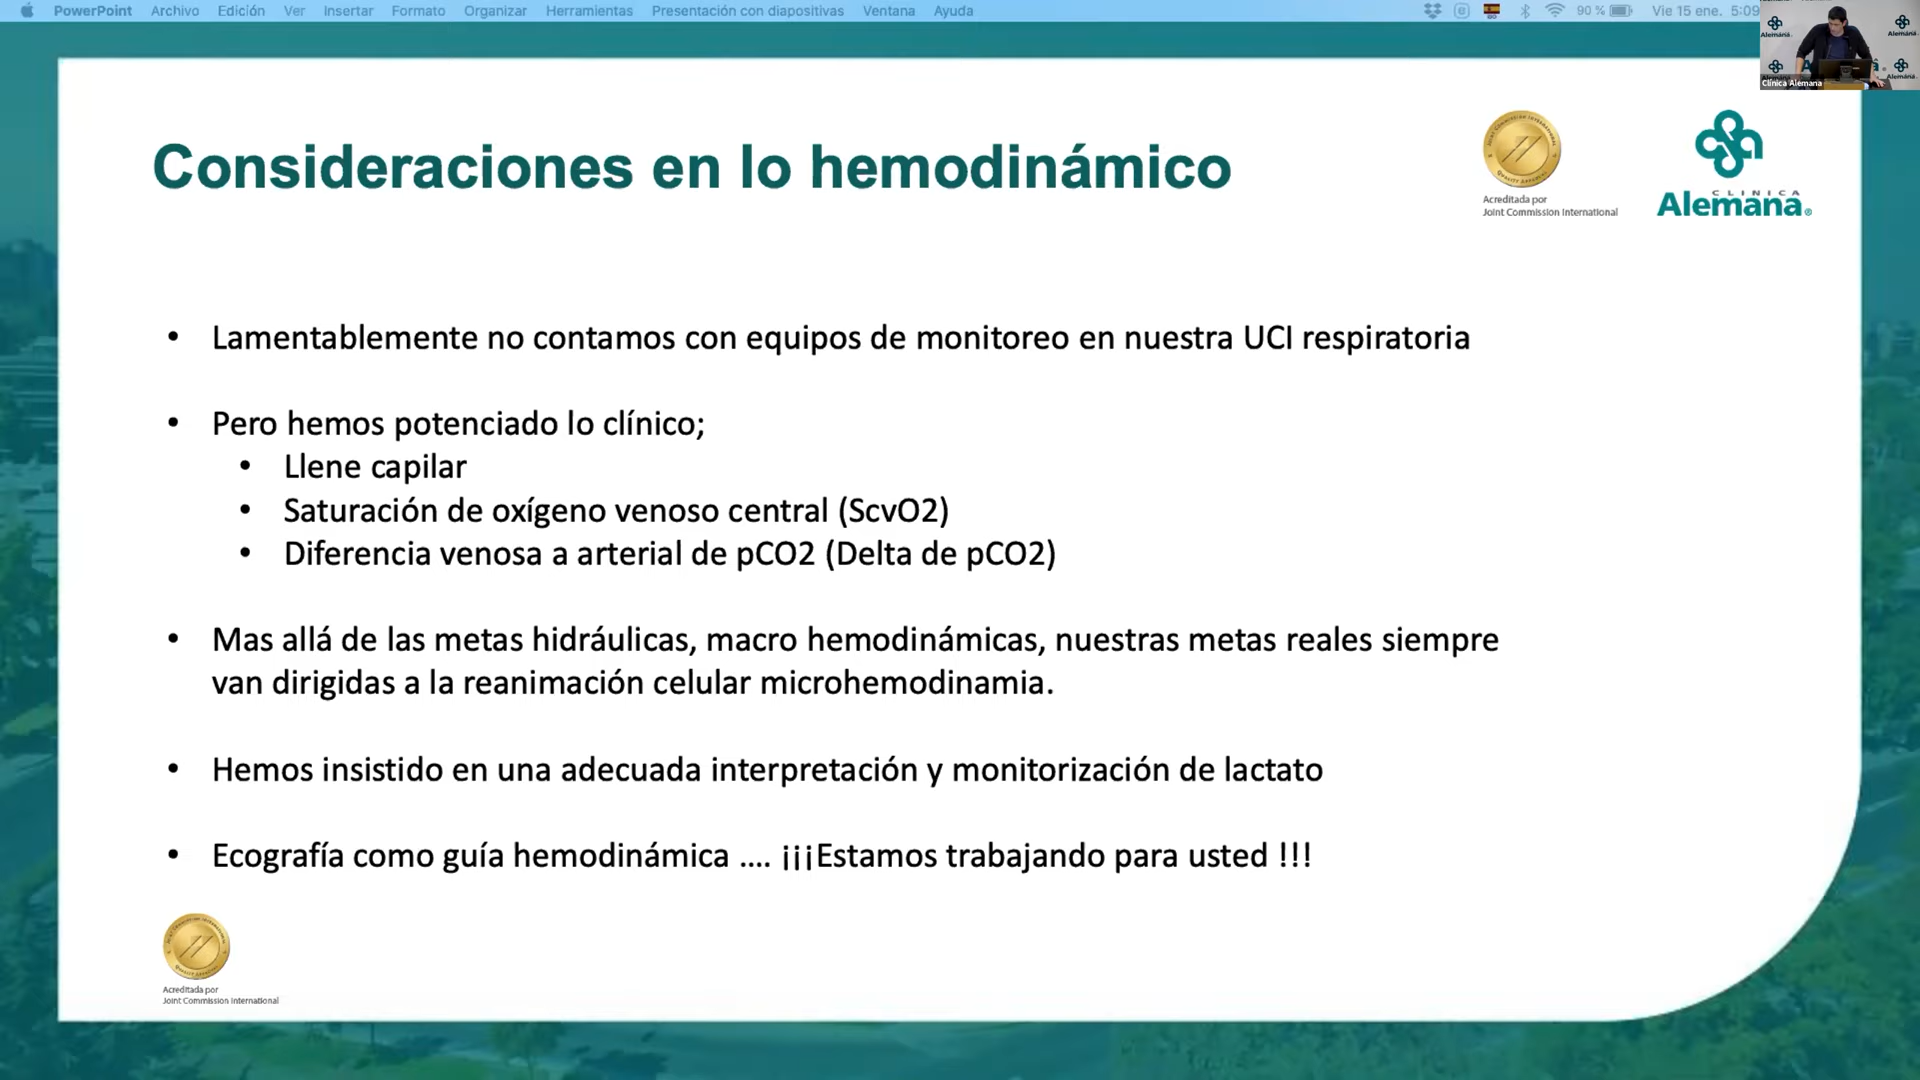 PowerPoint Archivo Edición Ver Insertar Formato Organizar Herramientas Presentación con diapositivas Ventana Ayuda
90 % Vie 15 ene. 5:09
Alemana
Clínica Alemana
Consideraciones en lo hemodinámico
Acreditada por
Joint Commission International
CLINICA
Alemana®
• Lamentablemente no contamos con equipos de monitoreo en nuestra UCI respiratoria
• Pero hemos potenciado lo clínico;
• Llene capilar
• Saturación de oxígeno venoso central (ScvO2)
• Diferencia venosa a arterial de pCO2 (Delta de pCO2)
• Mas allá de las metas hidráulicas, macro hemodinámicas, nuestras metas reales siempre
van dirigidas a la reanimación celular microhemodinamia.
• Hemos insistido en una adecuada interpretación y monitorización de lactato
• Ecografía como guía hemodinámica .... ¡¡¡Estamos trabajando para usted !!!
Acreditada por
Joint Commission International